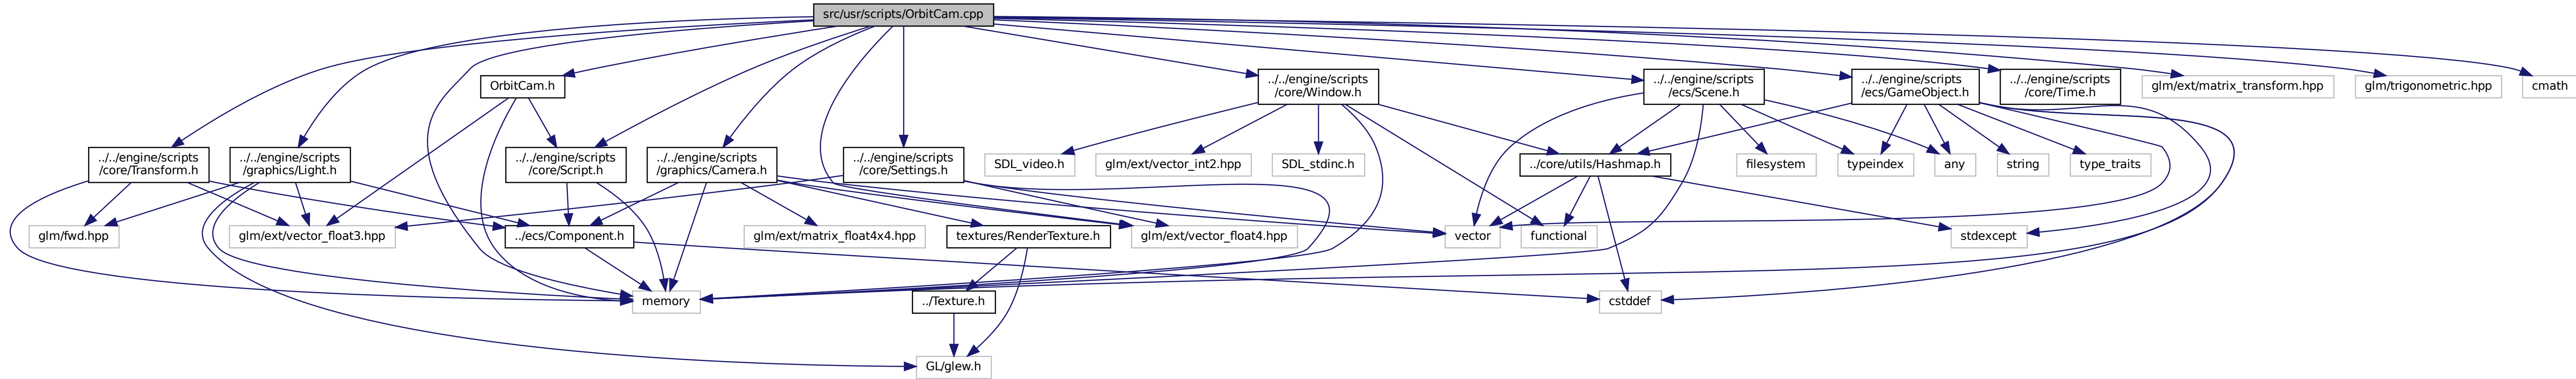 src/usr/scripts/OrbitCam.cpp
OrbitCam.h
../../engine/scripts
/core/Window.h
../../engine/scripts
/ecs/Scene.h
../../engine/scripts
/ecs/GameObject.h
../../engine/scripts
/core/Time.h
glm/ext/matrix_transform.hpp
glm/trigonometric.hpp
cmath
../../engine/scripts
/core/Transform.h
../../engine/scripts
/graphics/Light.h
../../engine/scripts
/core/Script.h
../../engine/scripts
/graphics/Camera.h
../../engine/scripts
/core/Settings.h
SDL_video.h
glm/ext/vector_int2.hpp
SDL_stdinc.h
../core/utils/Hashmap.h
filesystem
typeindex
any
string
type_traits
glm/fwd.hpp
glm/ext/vector_float3.hpp
../ecs/Component.h
glm/ext/matrix_float4x4.hpp
textures/RenderTexture.h
glm/ext/vector_float4.hpp
vector
functional
stdexcept
memory
../Texture.h
cstddef
GL/glew.h